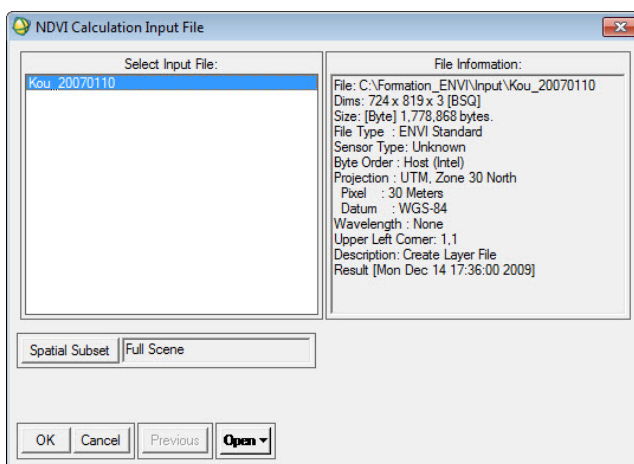 NDVI Calculation Input File
Select Input File:
Kou_20070110
File Information:
File: C:\Formation_ENVI\Input\Kou_20070110
Dims: 724 x 819 x 3 [BSQ]
Size: [Byte] 1,778,868 bytes.
File Type : ENVI Standard
Sensor Type: Unknown
Byte Order : Host (Intel)
Projection : UTM, Zone 30 North
Pixel : 30 Meters
Datum : WGS-84
Wavelength : None
Upper Left Corner: 1,1
Description: Create Layer File
Result [Mon Dec 14 17:36:00 2009]
Spatial Subset Full Scene
OK Cancel Previous Open